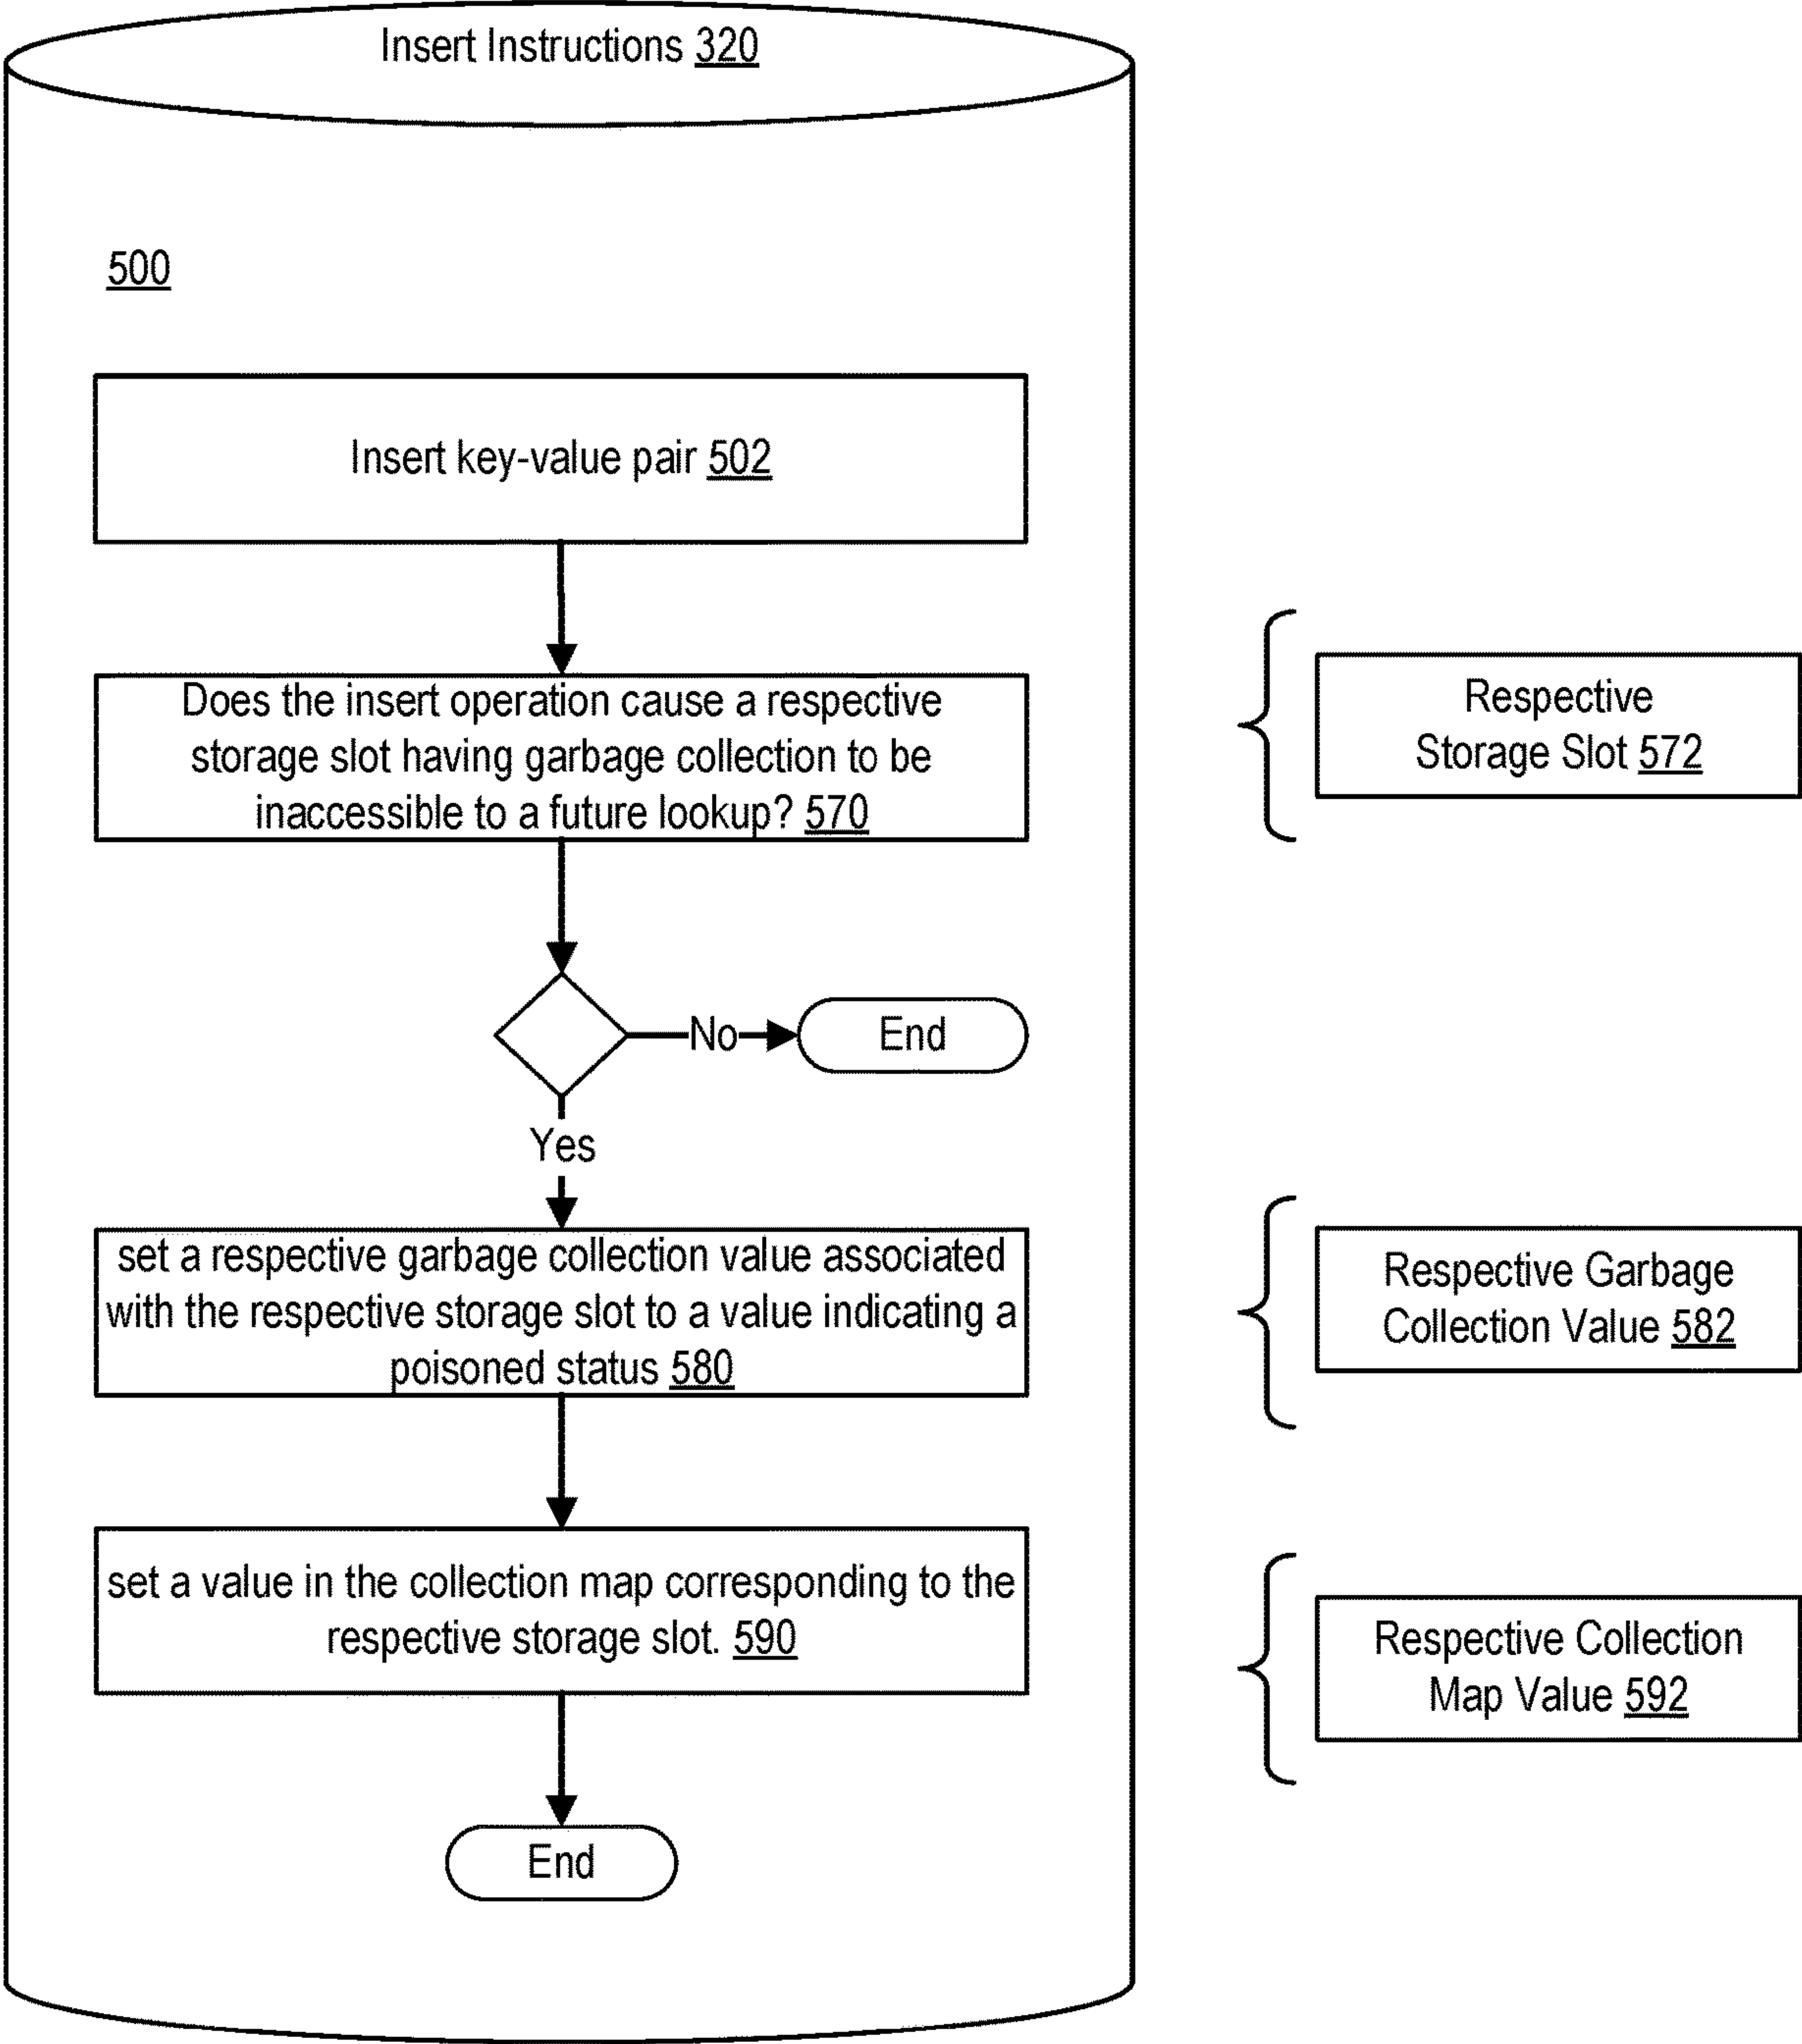 Insert Instructions 320
500
Insert key-value pair 502
Does the insert operation cause a respective
storage slot having garbage collection to be
inaccessible to a future lookup? 570
Respective
Storage Slot 572
No
End
Yes
set a respective garbage collection value associated
with the respective storage slot to a value indicating a
poisoned status 580
Respective Garbage
Collection Value 582
set a value in the collection map corresponding to the
respective storage slot. 590
Respective Collection
Map Value 592
End